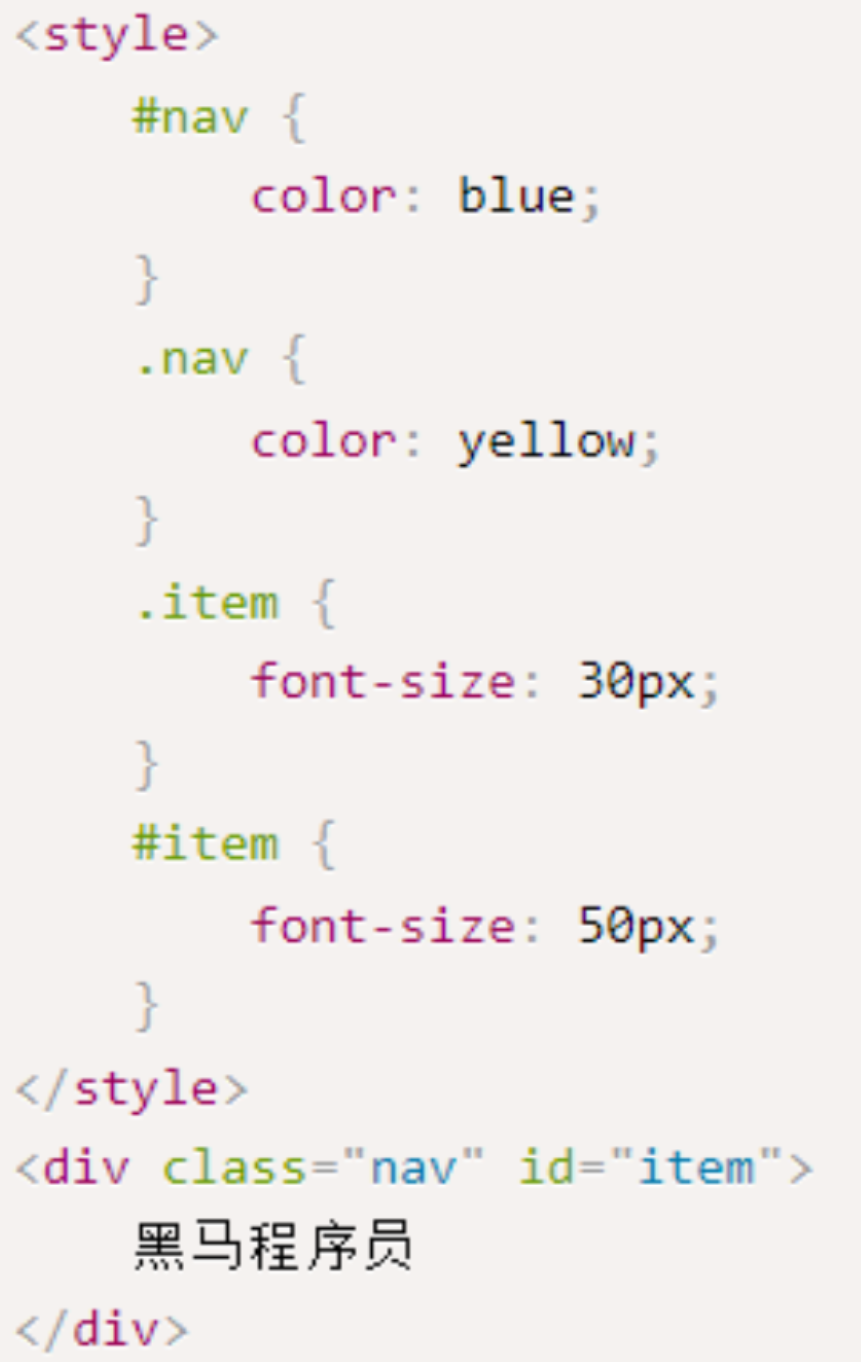 <style>
#nav {
color: blue;
}
.nav {
color: yellow;
}
.item {
font-size: 30px;
}
#item {
font-size: 50px;
}
</style>
<div class="nav" id="item">
黑马程序员
</div>